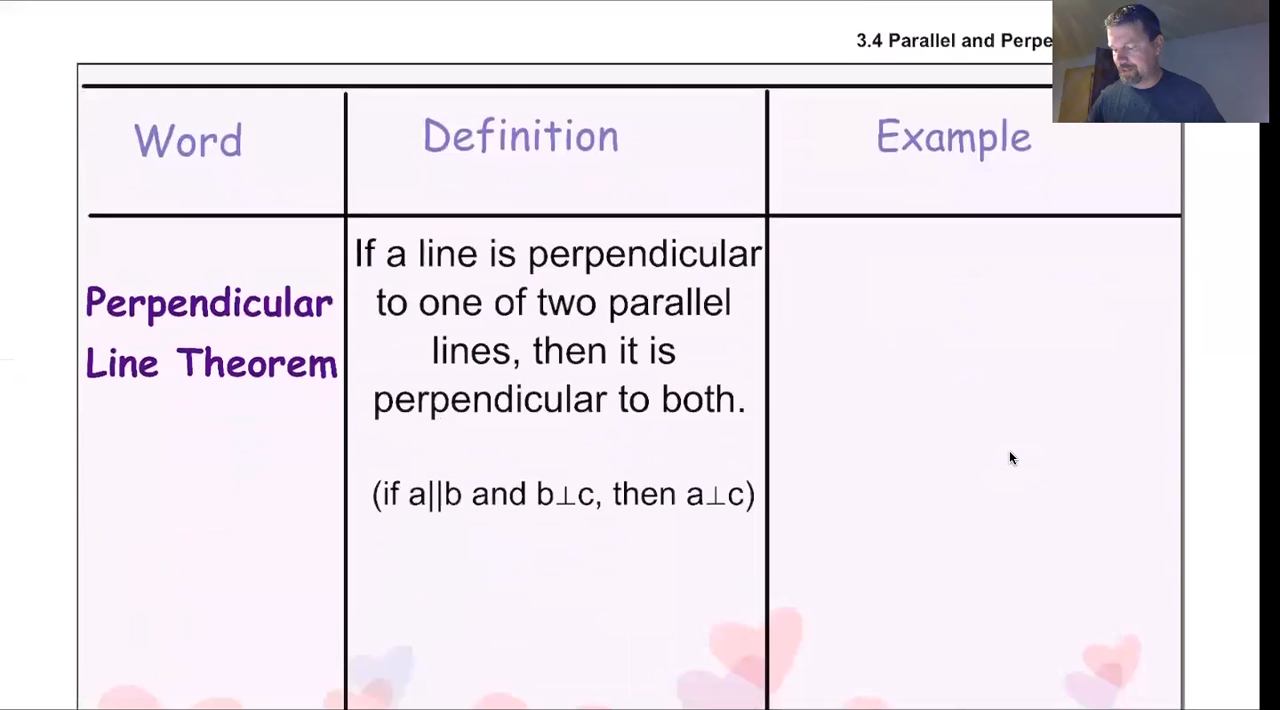 3.4 Parallel and Perpe
Word
Definition
Example
Perpendicular
Line Theorem
If a line is perpendicular
to one of two parallel
lines, then it is
perpendicular to both.
(if a||b and b⊥c, then a⊥c)